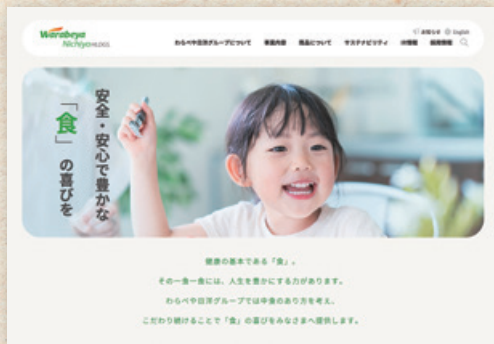 Warabeya
Nichiyo HLDGS.
お知らせ English
わらべや日洋グループについて 事業内容 商品について サステナビリティ IR情報 採用情報
安全・安心で豊かな
「食」の喜びを
健康の基本である「食」。
その一食一食には、人生を豊かにする力があります。
わらべや日洋グループでは中食のあり方を考え、
こだわり続けることで「食」の喜びをみなさまへ提供します。